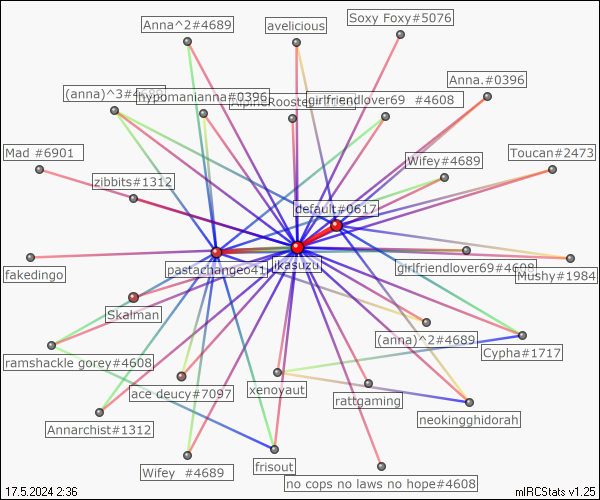 Anna^2#4689
avelicious
Soxy Foxy#5076
(anna)^3#4689
hypomanianna#0396
girlfriendlover69 #4608
Anna.#0396
Mad #6901
zibbits#1312
Wifey#4689
Toucan#2473
default#0617
pastachangeo41
ikasuzu
girlfriendlover69#4608
fakedingo
Mushy#1984
Skalman
ramshackle gorey#4608
(anna)^2#4689
Cypha#1717
ace deucy#7097
xenoyaut
rattgaming
neokingghidorah
Annarchist#1312
Wifey #4689
frisout
no cops no laws no hope#4608
17.5.2024 2:36
mIRCStats v1.25